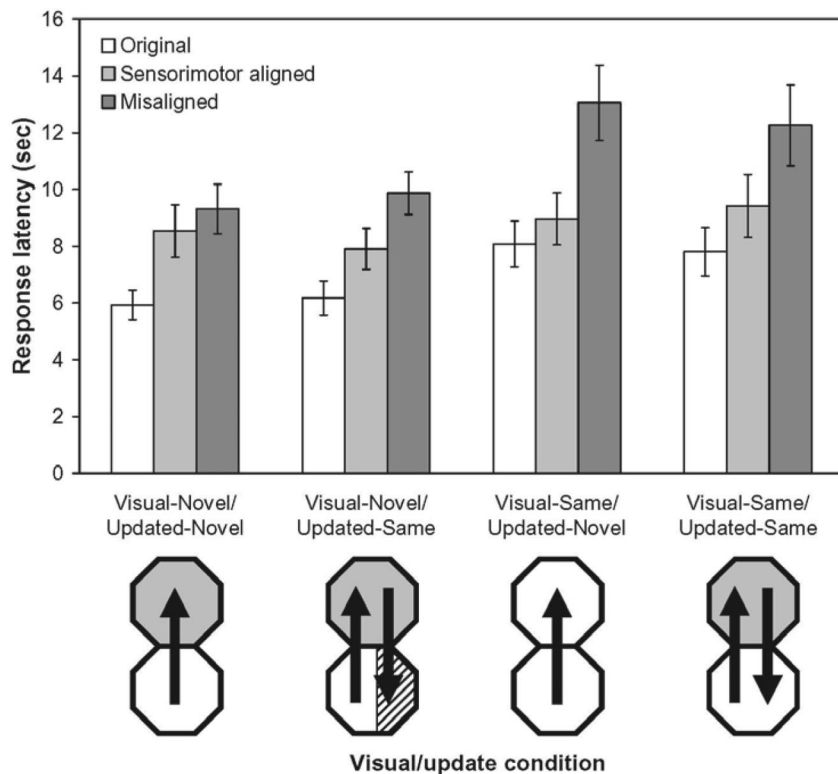 16
14
12
10
8
6
4
2
0
Response latency (sec)
Original
Sensorimotor aligned
Misaligned
Visual-Novel/
Updated-Novel
Visual-Novel/
Updated-Same
Visual-Same/
Updated-Novel
Visual-Same/
Updated-Same
Visual/update condition